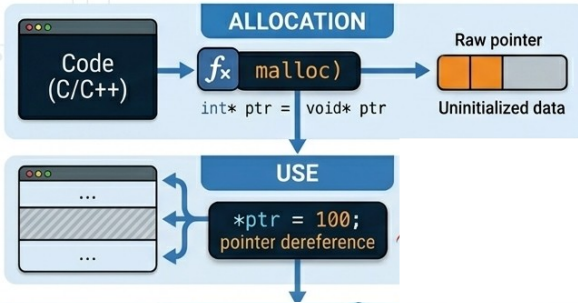 ALLOCATION
Code
(C/C++)
fx malloc)
int* ptr = void* ptr
Raw pointer
Uninitialized data
USE
...
...
*ptr = 100;
pointer dereference